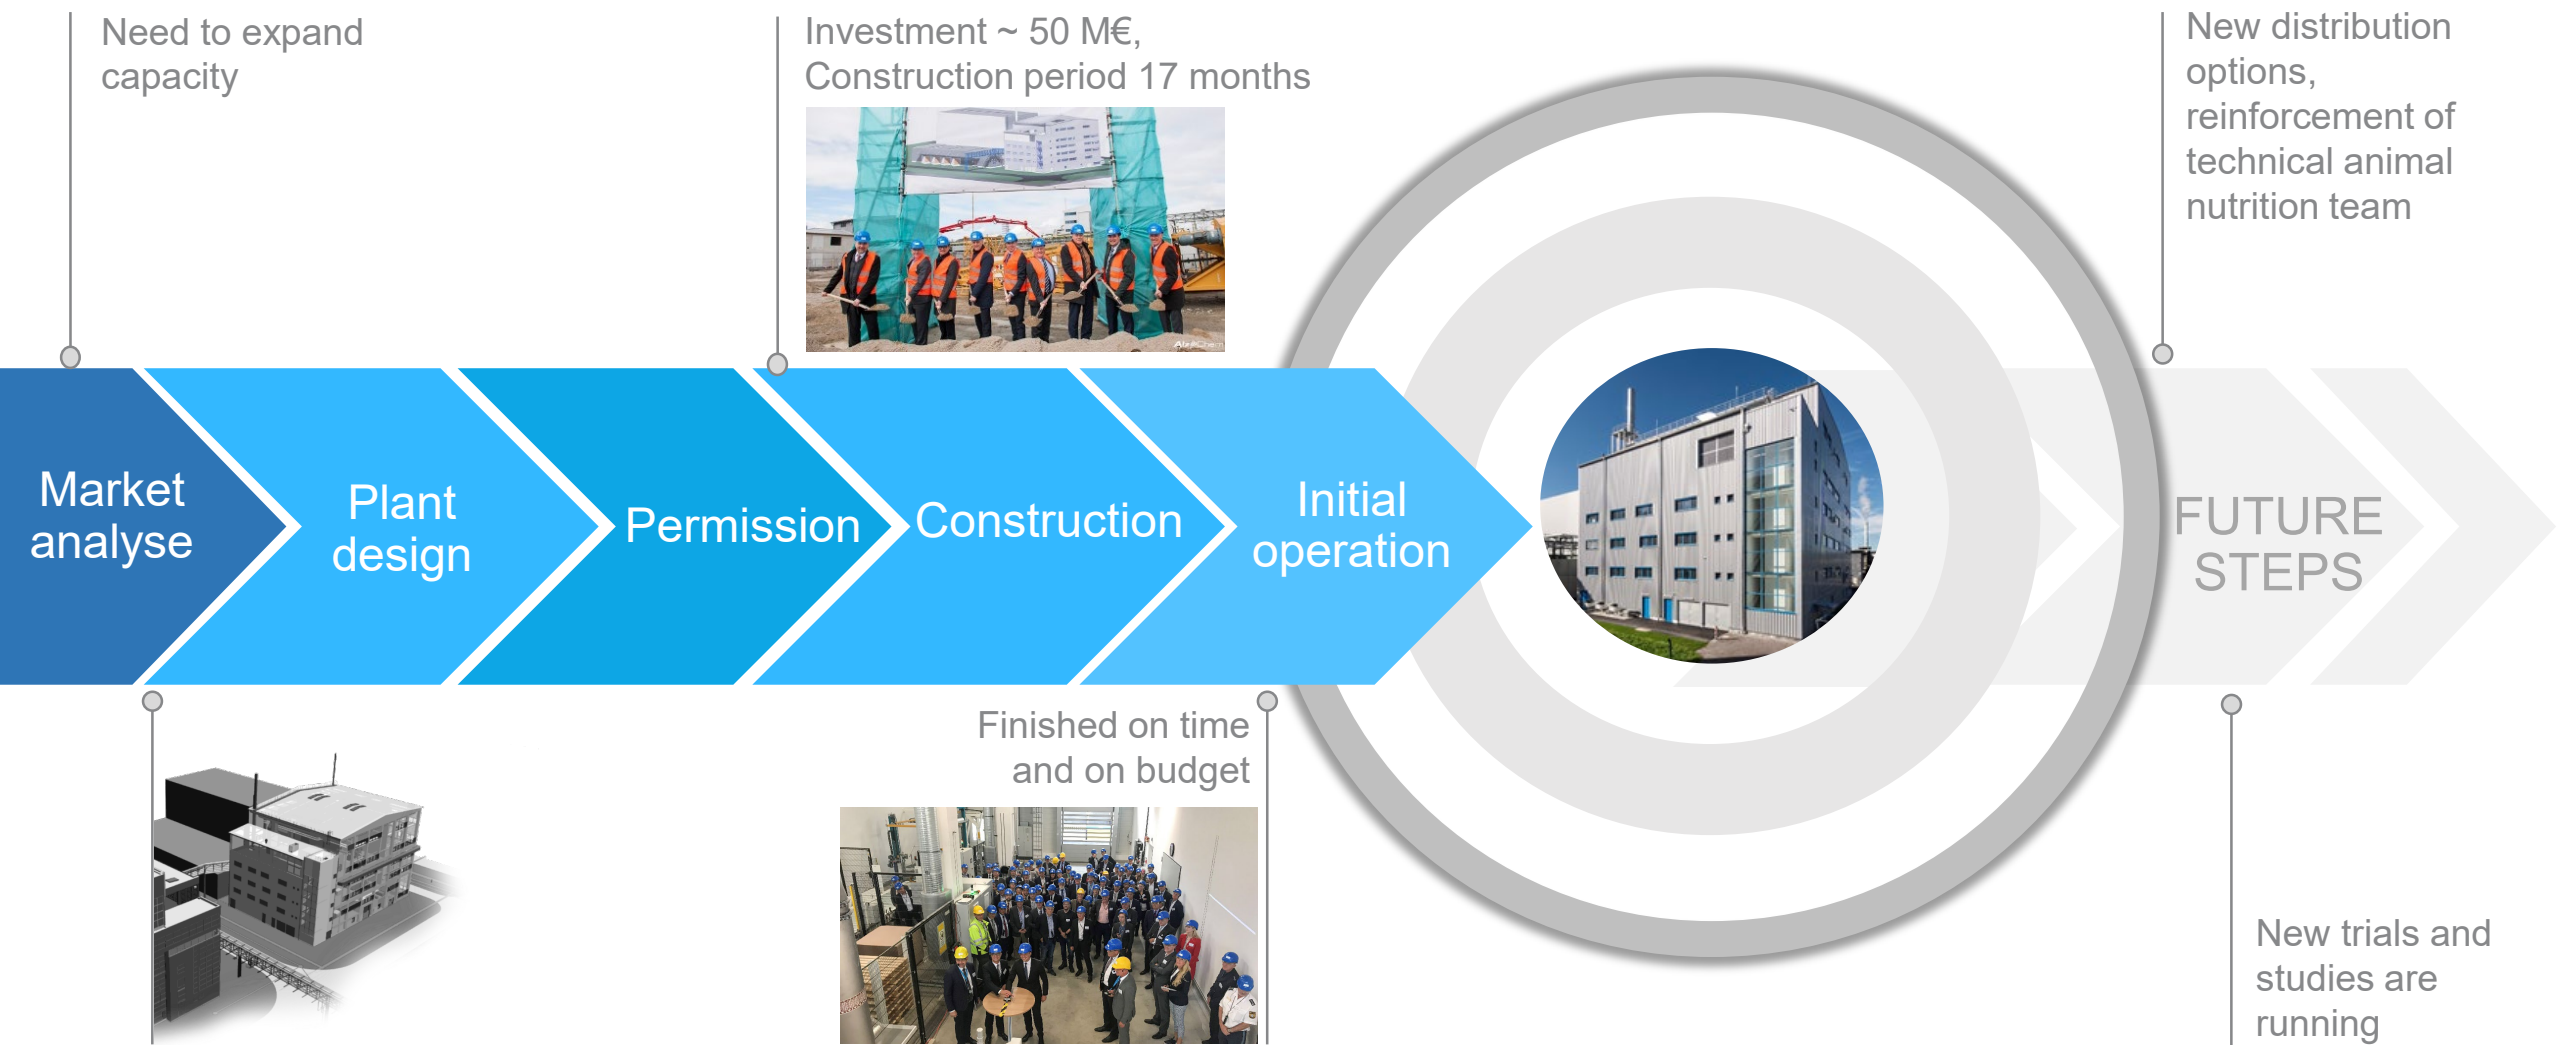 Need to expand
capacity
Investment ~ 50 M€,
Construction period 17 months
New distribution
options,
reinforcement of
technical animal
nutrition team
Market
analyse
Plant
design
Permission
Construction
Initial
operation
FUTURE
STEPS
Finished on time
and on budget
New trials and
studies are
running